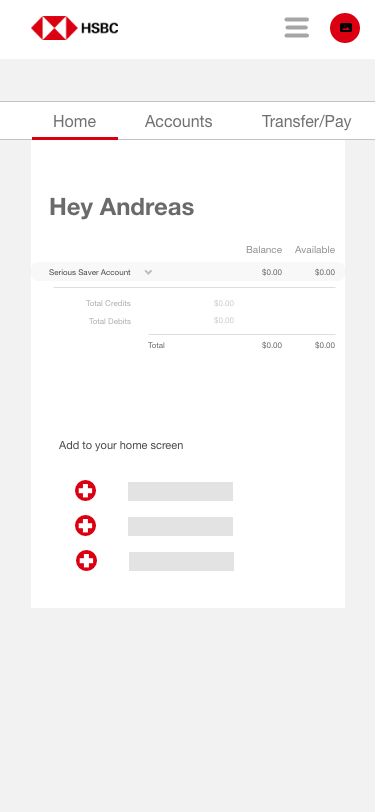 HSBC
Home Accounts Transfer/Pay
Hey Andreas
Balance Available
Serious Saver Account $0.00 $0.00
Total Credits $0.00
Total Debits $0.00
Total $0.00 $0.00
Add to your home screen